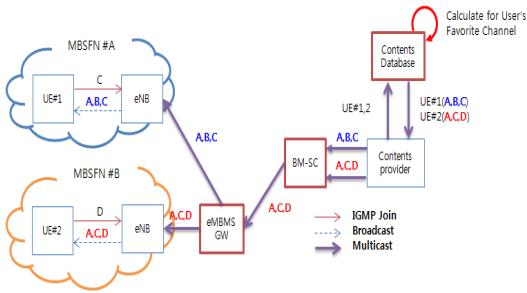 Calculate for User's
Favorite Channel
MBSFN #A
Contents
Database
C
UE#1
eNB
A,B,C
UE#1,2
UE#1(A,B,C)
UE#2(A,C,D)
A,B,C
A,B,C
BM-SC
Contents
provider
A,C,D
MBSFN #B
D
UE#2
eNB
A,C,D
A,C,D
eMBMS
GW
A,C,D
IGMP Join
Broadcast
Multicast